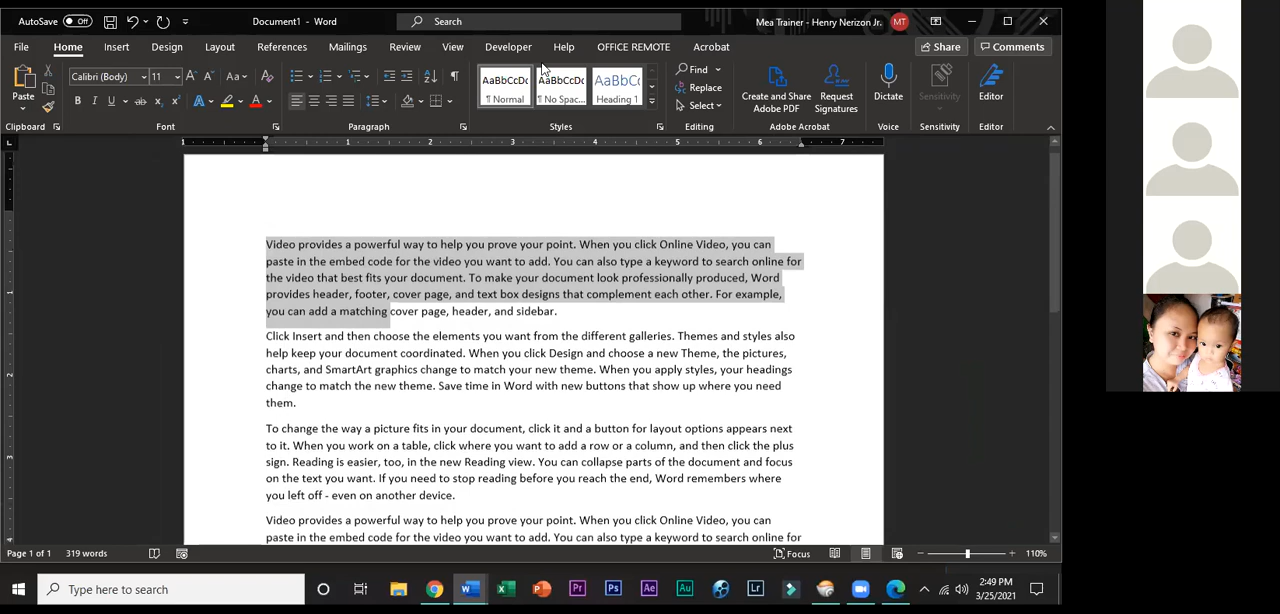 AutoSave Off Document1 - Word Search Mea Trainer - Henry Nerizon Jr. MT
File Home Insert Design Layout References Mailings Review View Developer Help OFFICE REMOTE Acrobat Share Comments
Paste
Calibri (Body) 11 A A Aa
B I U ab x₂ x² A A
AaBbCcDc AaBbCcDc AaBbCc
¶ Normal ¶ No Spac... Heading 1
Find
Replace
Select
Create and Share
Adobe PDF
Request
Signatures
Dictate
Sensitivity
Editor
Clipboard Font Paragraph Styles Editing Adobe Acrobat Voice Sensitivity Editor
1 1 2 3 4 5 6 7
Video provides a powerful way to help you prove your point. When you click Online Video, you can
paste in the embed code for the video you want to add. You can also type a keyword to search online for
the video that best fits your document. To make your document look professionally produced, Word
provides header, footer, cover page, and text box designs that complement each other. For example,
you can add a matching cover page, header, and sidebar.
Click Insert and then choose the elements you want from the different galleries. Themes and styles also
help keep your document coordinated. When you click Design and choose a new Theme, the pictures,
charts, and SmartArt graphics change to match your new theme. When you apply styles, your headings
change to match the new theme. Save time in Word with new buttons that show up where you need
them.
To change the way a picture fits in your document, click it and a button for layout options appears next
to it. When you work on a table, click where you want to add a row or a column, and then click the plus
sign. Reading is easier, too, in the new Reading view. You can collapse parts of the document and focus
on the text you want. If you need to stop reading before you reach the end, Word remembers where
you left off - even on another device.
Video provides a powerful way to help you prove your point. When you click Online Video, you can
paste in the embed code for the video you want to add. You can also type a keyword to search online for
Page 1 of 1 319 words Focus 110%
Type here to search Pr Ps Ae Au Lr 2:49 PM
3/25/2021